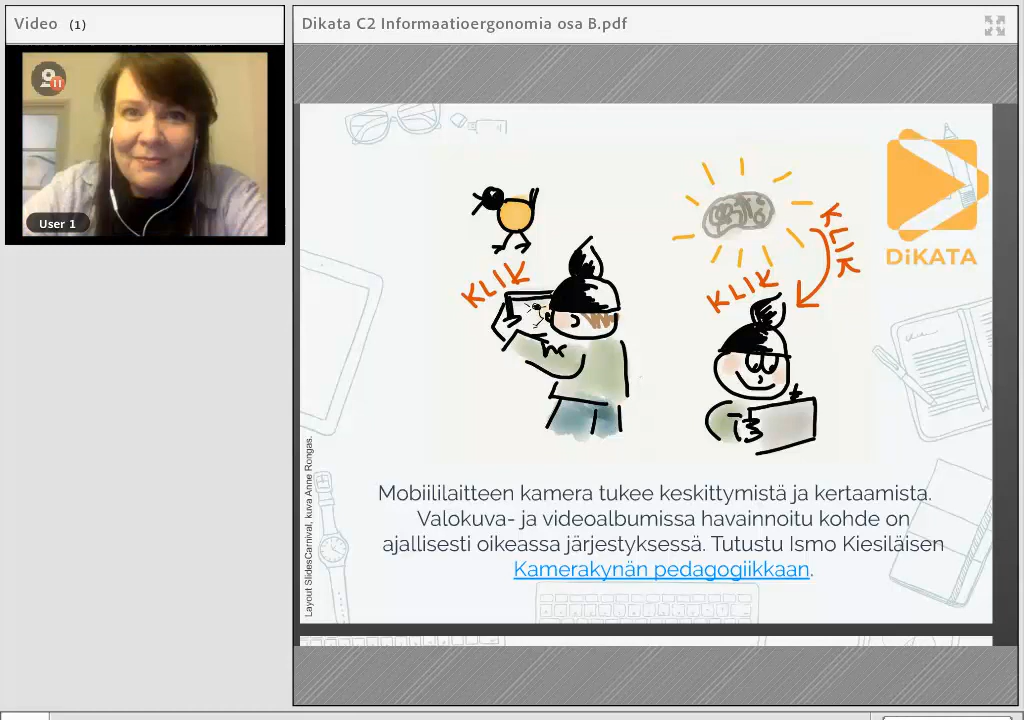 Video (1)
User 1
Dikata C2 Informaatioergonomia osa B.pdf
KLIK
KLIK
KLIK
DiKATA
Mobiililaitteen kamera tukee keskittymistä ja kertaamista.
Valokuva- ja videoalbumissa havainnoitu kohde on
ajallisesti oikeassa järjestyksessä. Tutustu Ismo Kiesiläisen
Kamerakynän pedagogiikkaan.
Layout SlidesCarnival, kuva Anne Rongas.